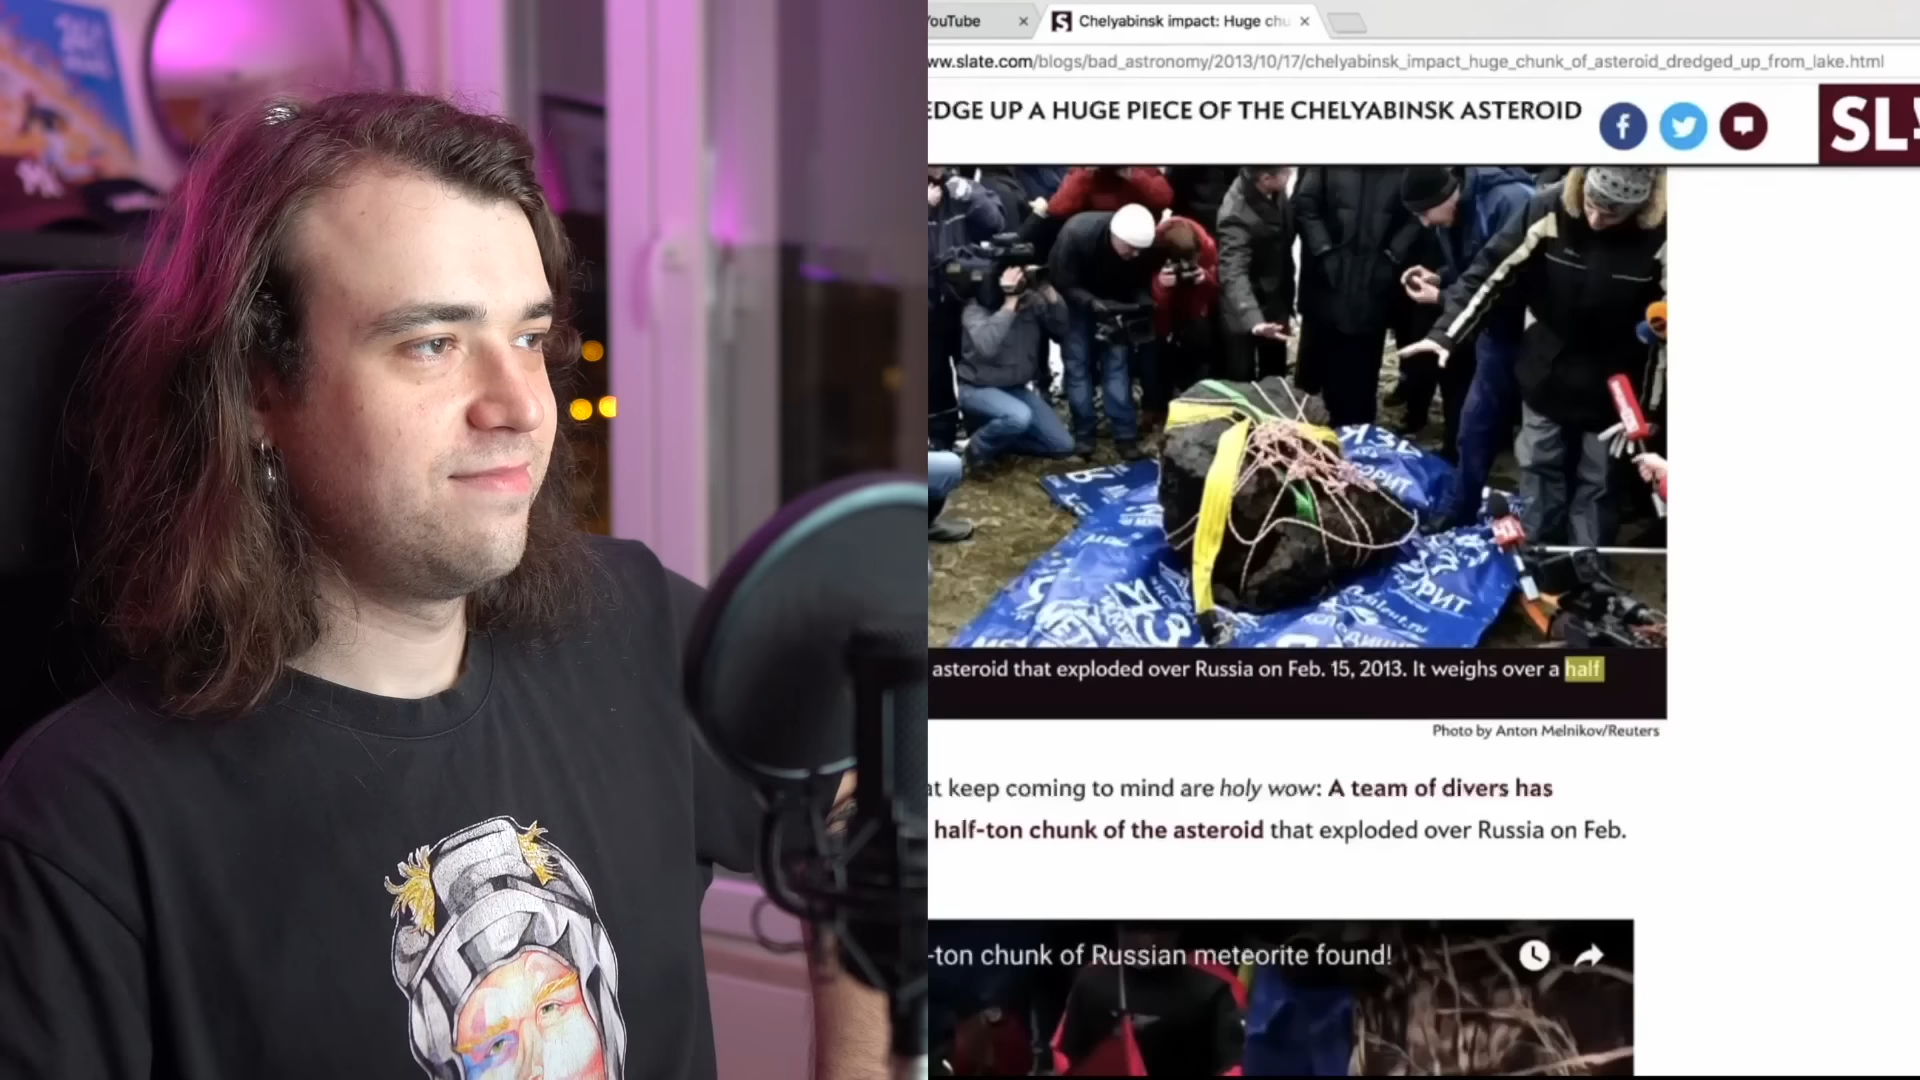 YouTube
Chelyabinsk impact: Huge chu
ww.slate.com/blogs/bad_astronomy/2013/10/17/chelyabinsk_impact_huge_chunk_of_asteroid_dredged_up_from_lake.html
EDGE UP A HUGE PIECE OF THE CHELYABINSK ASTEROID
SL
asteroid that exploded over Russia on Feb. 15, 2013. It weighs over a half
Photo by Anton Melnikov/Reuters
at keep coming to mind are holy wow: A team of divers has
half-ton chunk of the asteroid that exploded over Russia on Feb.
-ton chunk of Russian meteorite found!